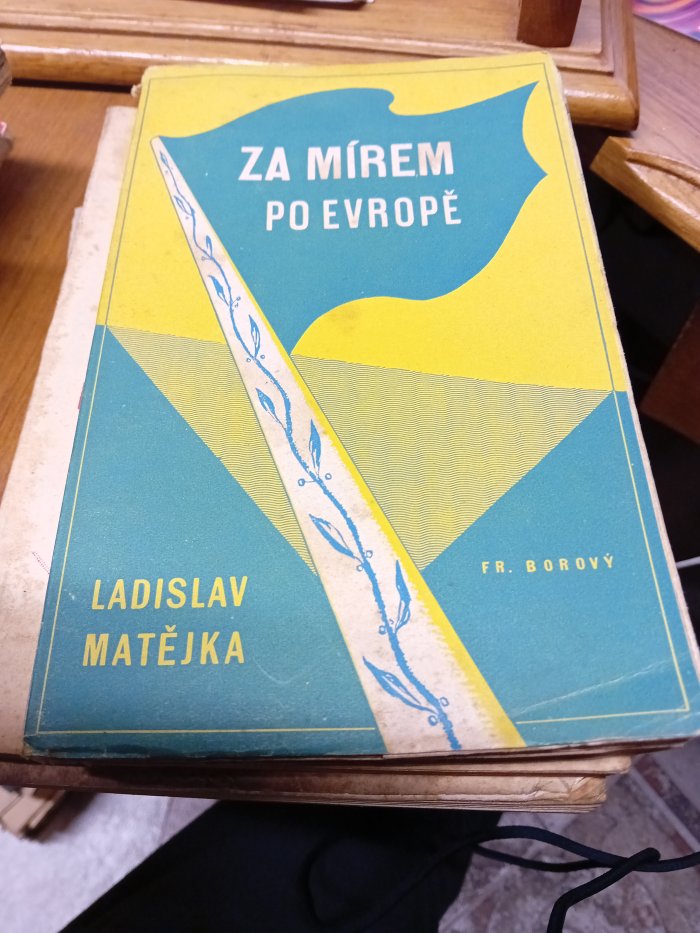 ZA MÍREM
PO EVROPĚ
FR. BOROVÝ
LADISLAV
MATĚJKA